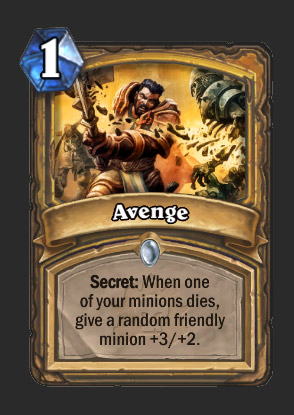 1
Avenge
Secret: When one
of your minions dies,
give a random friendly
minion +3/+2.